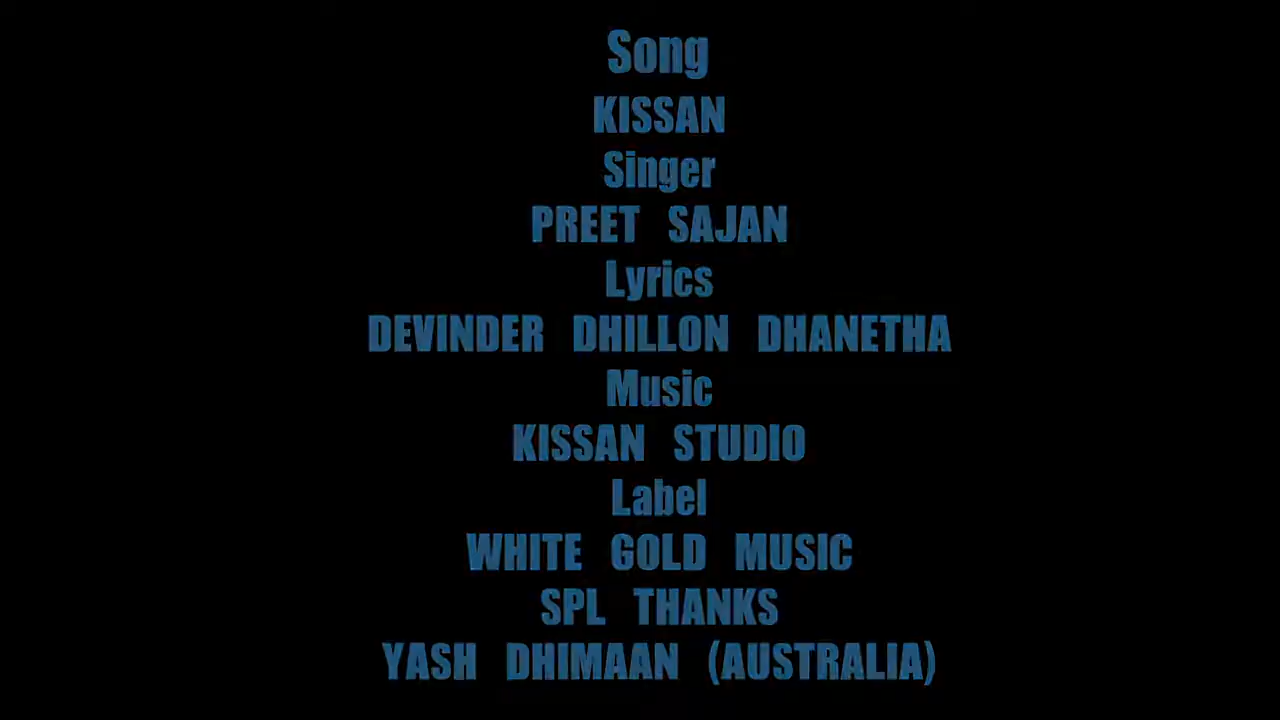 Song
KISSAN
Singer
PREET SAJAN
Lyrics
DEVINDER DHILLON DHANETHA
Music
KISSAN STUDIO
Label
WHITE GOLD MUSIC
SPL THANKS
YASH DHIMAAN (AUSTRALIA)